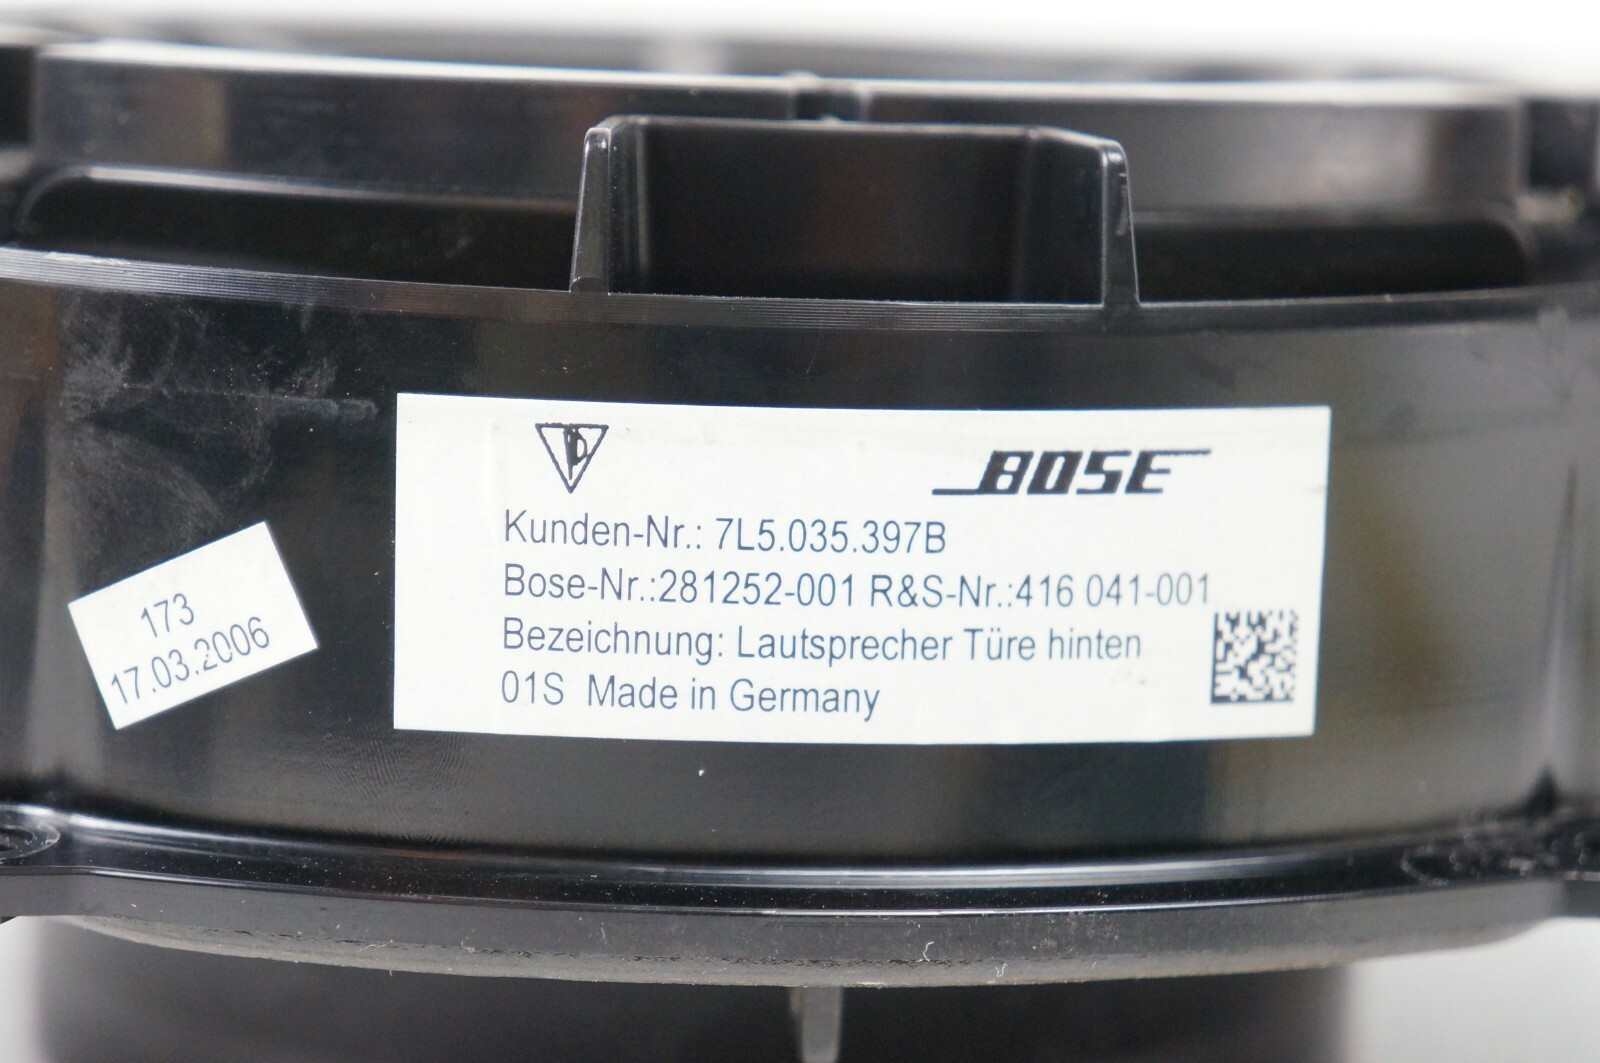 BOSE
Kunden-Nr.: 7L5.035.397B
Bose-Nr.:281252-001 R&S-Nr.:416 041-001
Bezeichnung: Lautsprecher Türe hinten
01S Made in Germany
173
17.03.2006